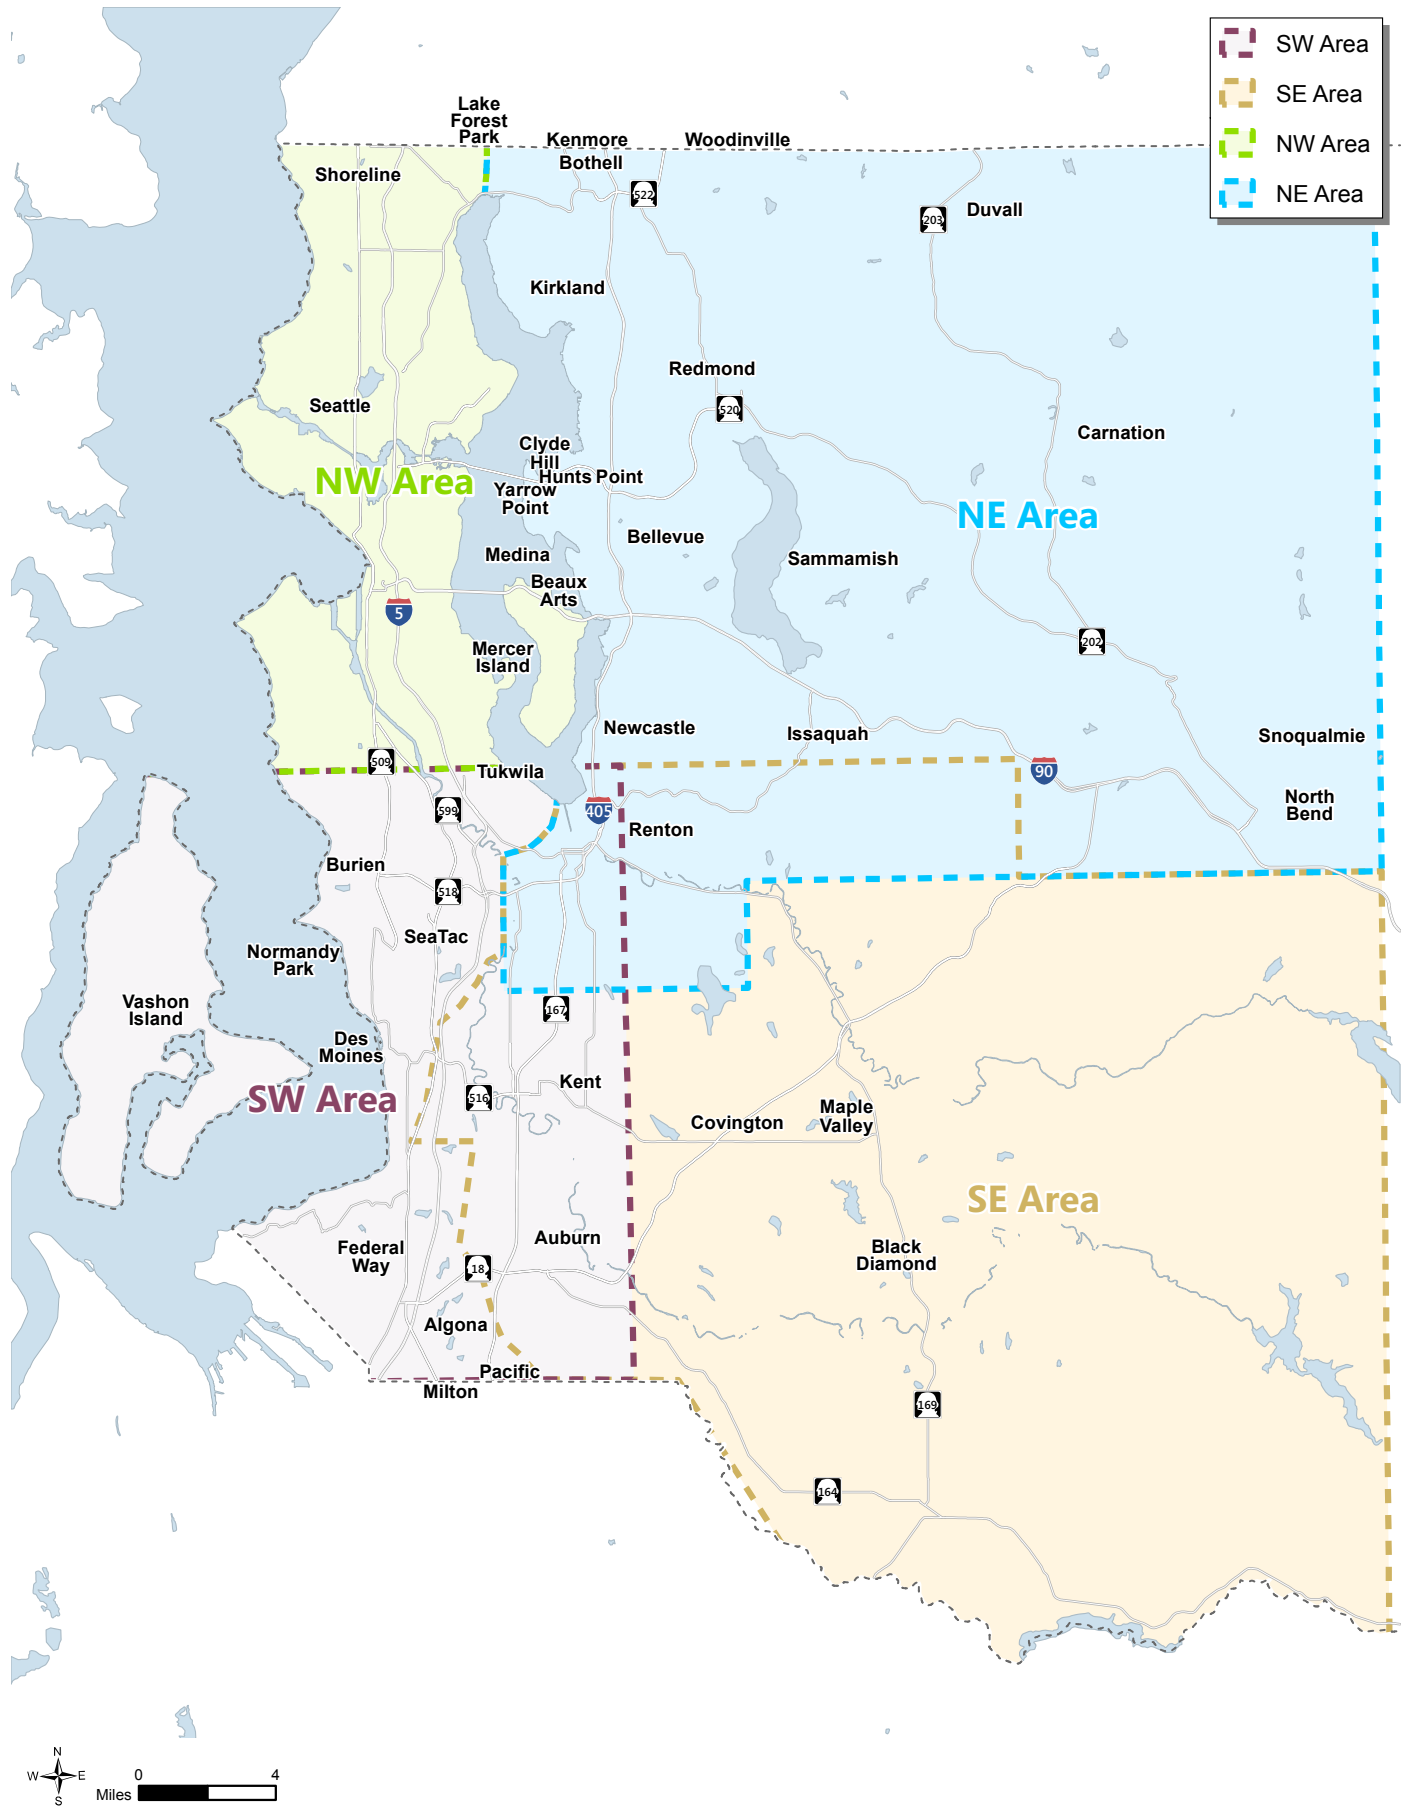 SW Area
SE Area
NW Area
NE Area
Lake
Forest
Park
Kenmore
Woodinville
Bothell
Shoreline
522
203
Duvall
Kirkland
Redmond
Seattle
520
Carnation
Clyde
Hill
Hunts Point
NW Area
Yarrow
Point
NE Area
Bellevue
Medina
Sammamish
Beaux
Arts
5
Mercer
Island
202
Newcastle
Issaquah
Snoqualmie
509
Tukwila
90
599
405
North
Bend
Renton
Burien
518
SeaTac
Normandy
Park
Vashon
Island
167
Des
Moines
Kent
SW Area
516
Maple
Valley
Covington
SE Area
Auburn
Federal
Way
Black
Diamond
18
Algona
Pacific
Milton
169
164
N
W E
S
0 4
Miles